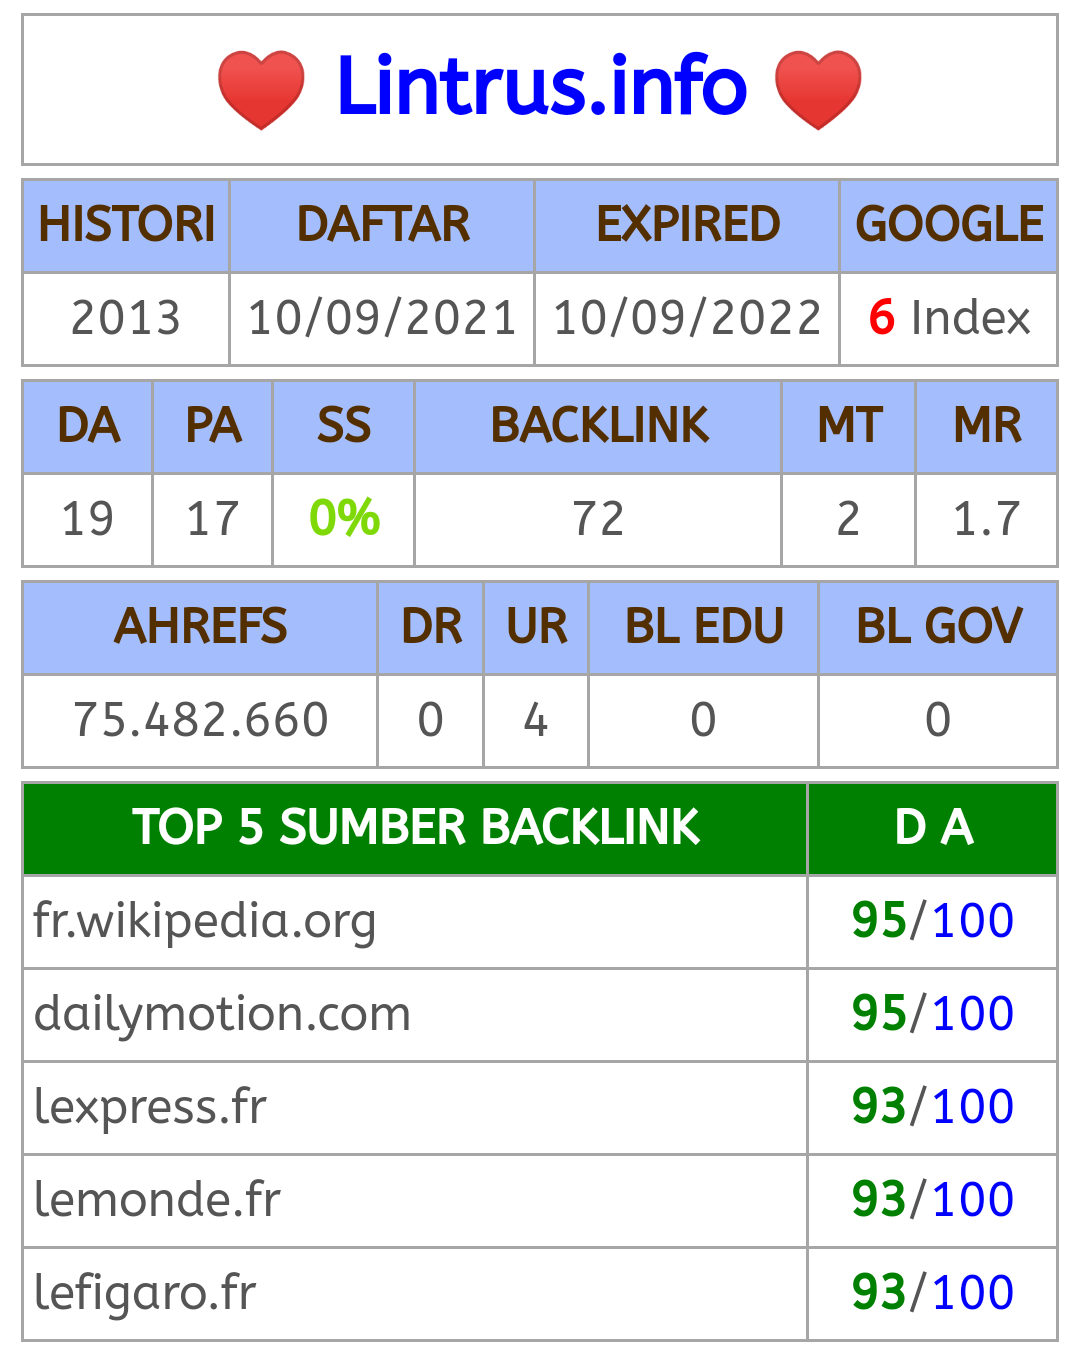 Lintrus.info
HISTORI DAFTAR EXPIRED GOOGLE
2013 10/09/2021 10/09/2022 6 Index
DA PA SS BACKLINK MT MR
19 17 0% 72 2 1.7
AHREFS DR UR BL EDU BL GOV
75.482.660 0 4 0 0
TOP 5 SUMBER BACKLINK D A
fr.wikipedia.org 95/100
dailymotion.com 95/100
lexpress.fr 93/100
lemonde.fr 93/100
lefigaro.fr 93/100